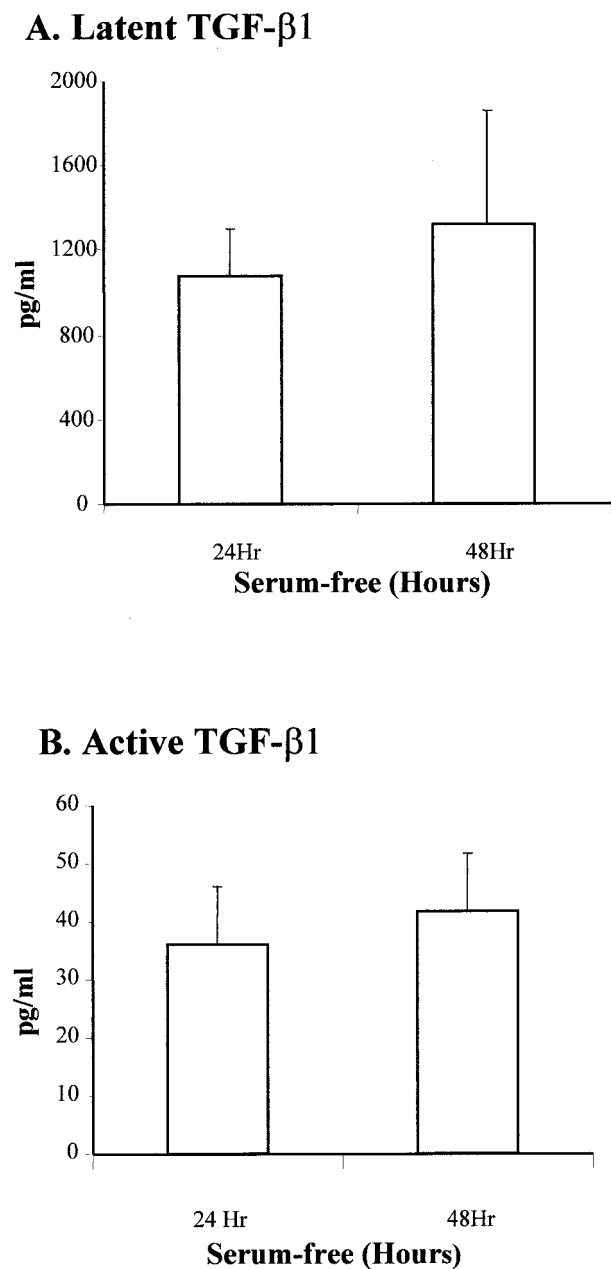 A. Latent TGF-β1
2000
1600
1200
800
400
0
pg/ml
24Hr 48Hr
Serum-free (Hours)
B. Active TGF-β1
60
50
40
30
20
10
0
pg/ml
24 Hr 48Hr
Serum-free (Hours)